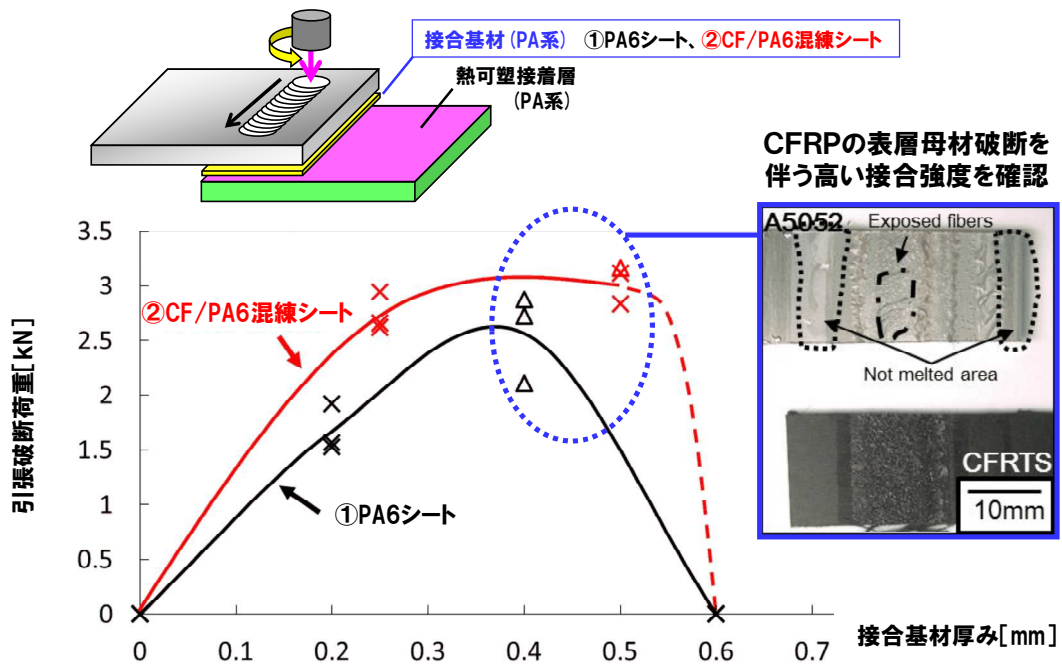 接合基材(PA系) ①PA6シート、②CF/PA6混練シート
熱可塑接着層
(PA系)
CFRPの表層母材破断を
伴う高い接合強度を確認
A5052
Exposed fibers
Not melted area
CFRTS
10mm
引張破断荷重[kN]
3.5
3
2.5
2
1.5
1
0.5
0
②CF/PA6混練シート
①PA6シート
0
0.1
0.2
0.3
0.4
0.5
0.6
0.7
接合基材厚み[mm]